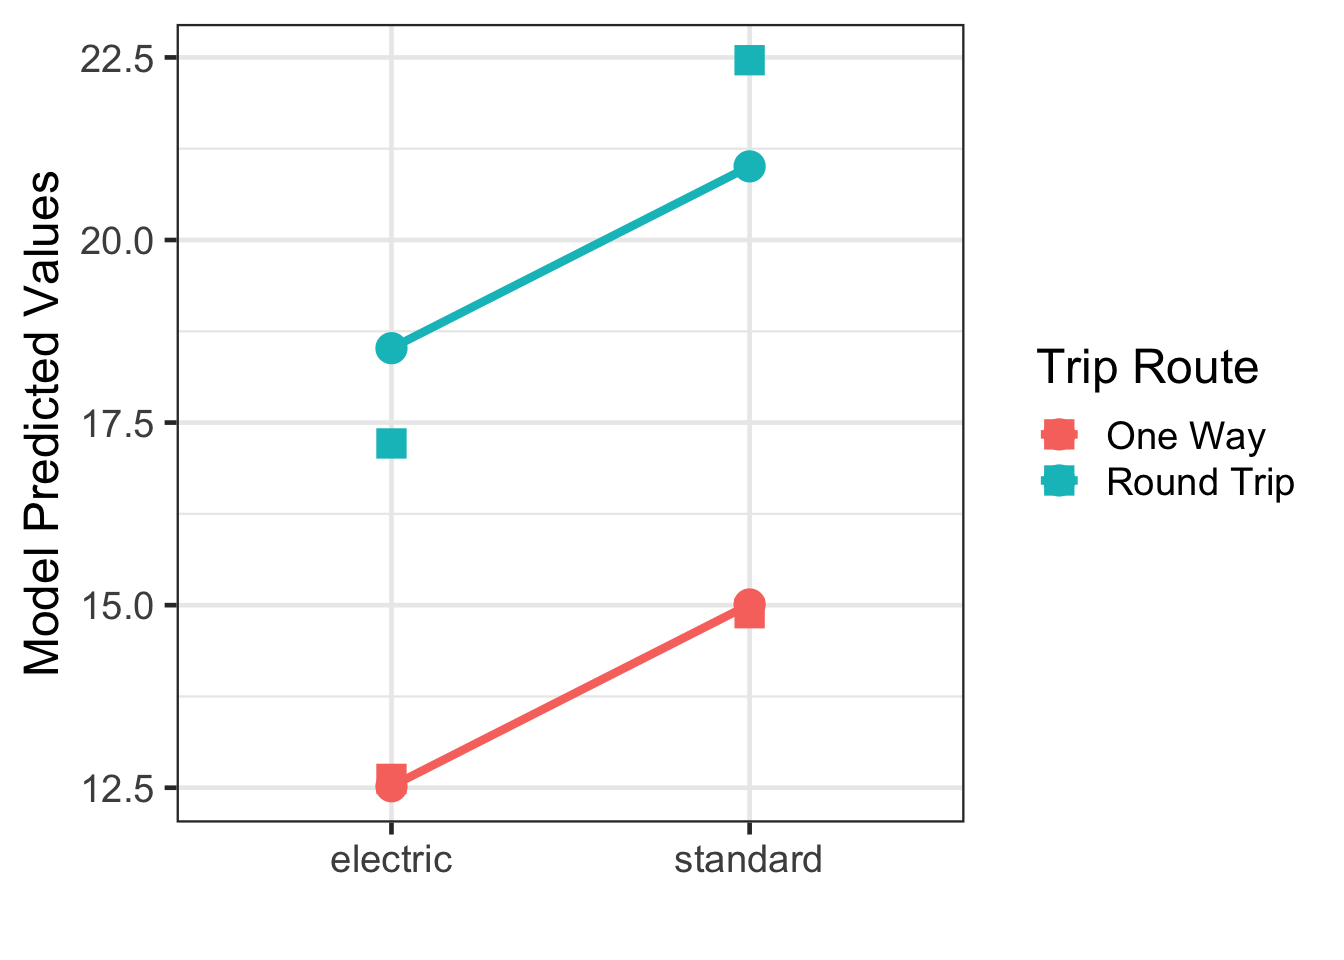 Model Predicted Values
22.5
20.0
17.5
15.0
12.5
electric
standard
Trip Route
One Way
Round Trip